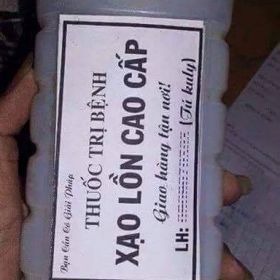 Bạn Cần Có Giải Pháp
THUỐC TRỊ BỆNH
XẠO LỒN CAO CẤP
Giao hàng tận nơi!
LH: (Tú kuly)